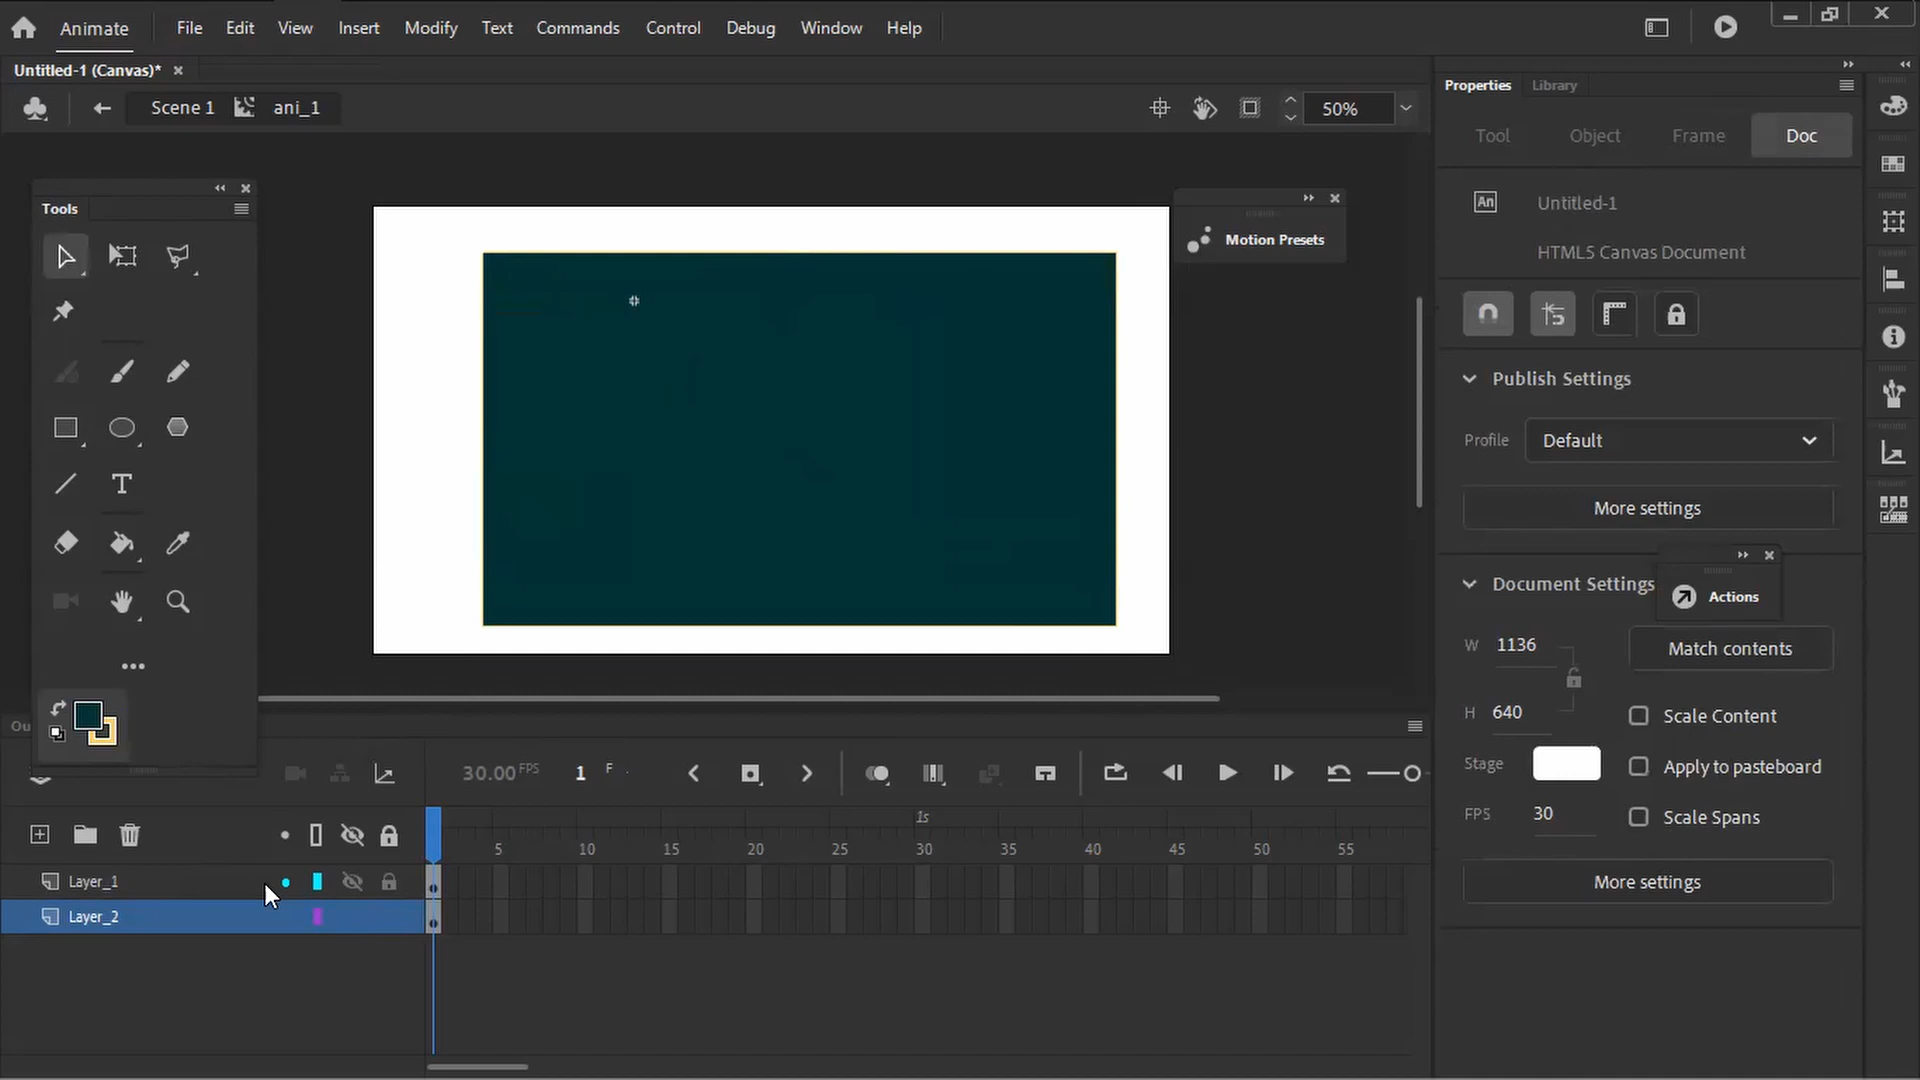 Animate File Edit View Insert Modify Text Commands Control Debug Window Help
Untitled-1 (Canvas)*
Scene 1 ani_1 50%
Properties Library
Tool Object Frame Doc
An Untitled-1
HTML5 Canvas Document
Tools
Motion Presets
Publish Settings
Profile Default
More settings
Document Settings
Actions
W 1136 Match contents
H 640 Scale Content
Stage Apply to pasteboard
FPS 30 Scale Spans
More settings
Ou
30.00 FPS 1 F
1s
5 10 15 20 25 30 35 40 45 50 55
Layer_1
Layer_2